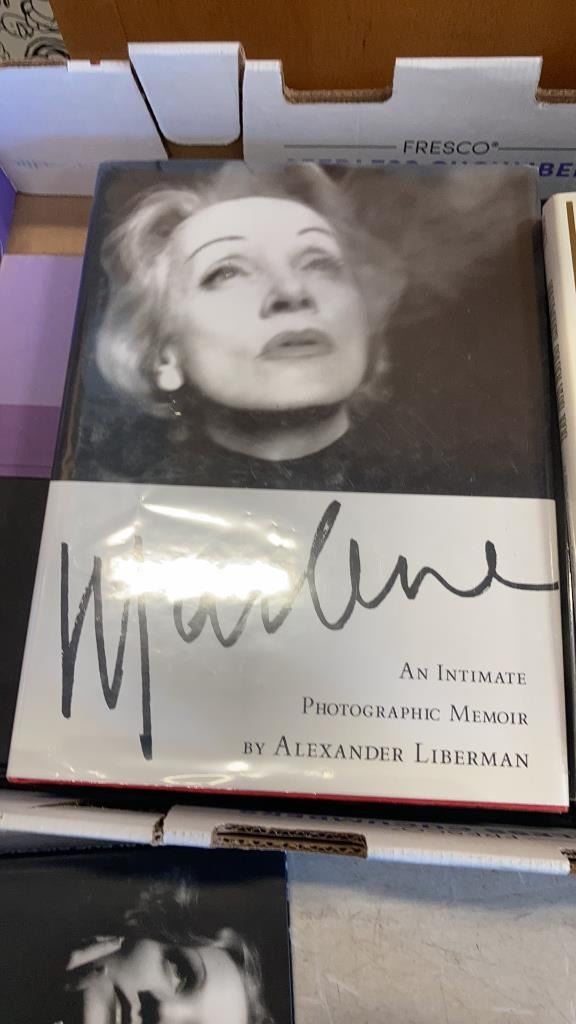 FRESCO®
Marlene
An Intimate
Photographic Memoir
by Alexander Liberman